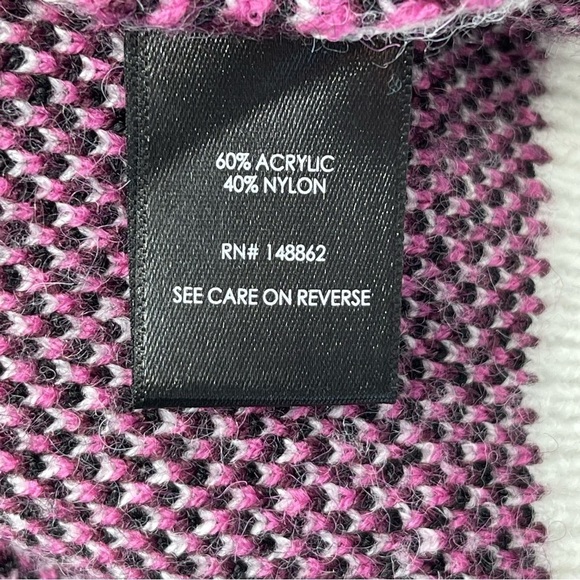 60% ACRYLIC
40% NYLON
RN# 148862
SEE CARE ON REVERSE